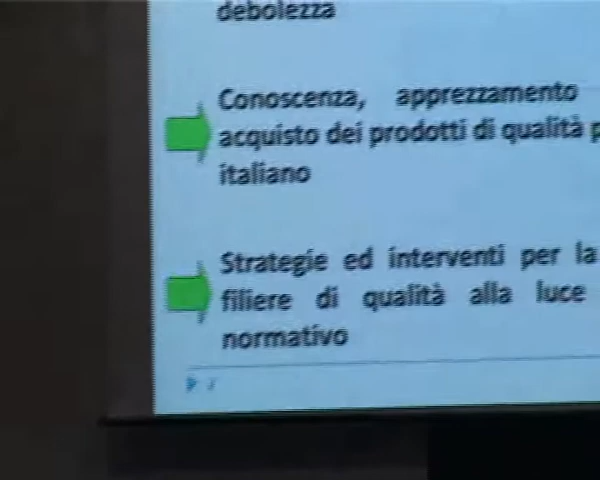 debolezza
Conoscenza, apprezzamento
acquisto dei prodotti di qualità
italiano
Strategie ed interventi per la
filiere di qualità alla luce
normativo